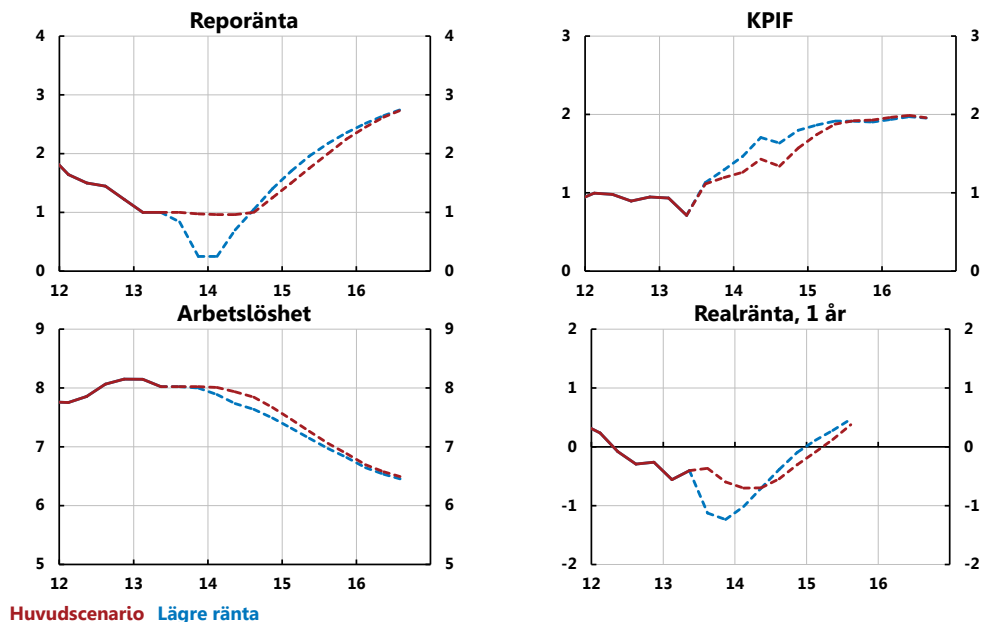 Reporänta
4 4
3 3
2 2
1 1
0 0
12 13 14 15 16
KPIF
3 3
2 2
1 1
0 0
12 13 14 15 16
Arbetslöshet
9 9
8 8
7 7
6 6
5 5
12 13 14 15 16
Realränta, 1 år
2 2
1 1
0 0
-1 -1
-2 -2
12 13 14 15 16
Huvudscenario Lägre ränta